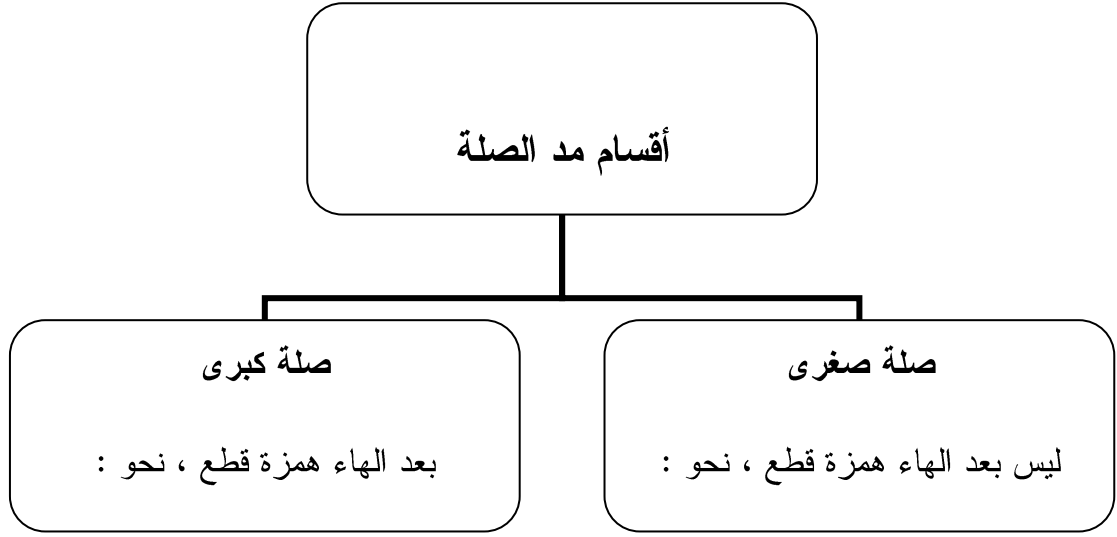 أقسام مد الصلة
صلة صغرى
ليس بعد الهاء همزة قطع ، نحو :
صلة كبرى
بعد الهاء همزة قطع ، نحو :